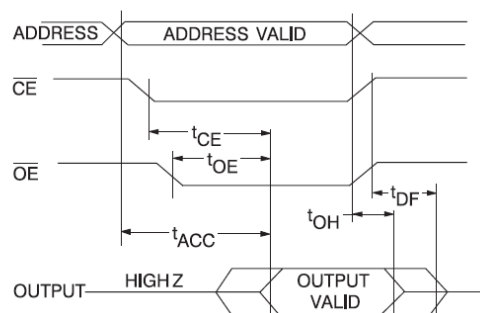 ADDRESS ADDRESS VALID
CE
tCE
OE
tOE
tDF
tOH
tACC
OUTPUT HIGH Z OUTPUT
VALID